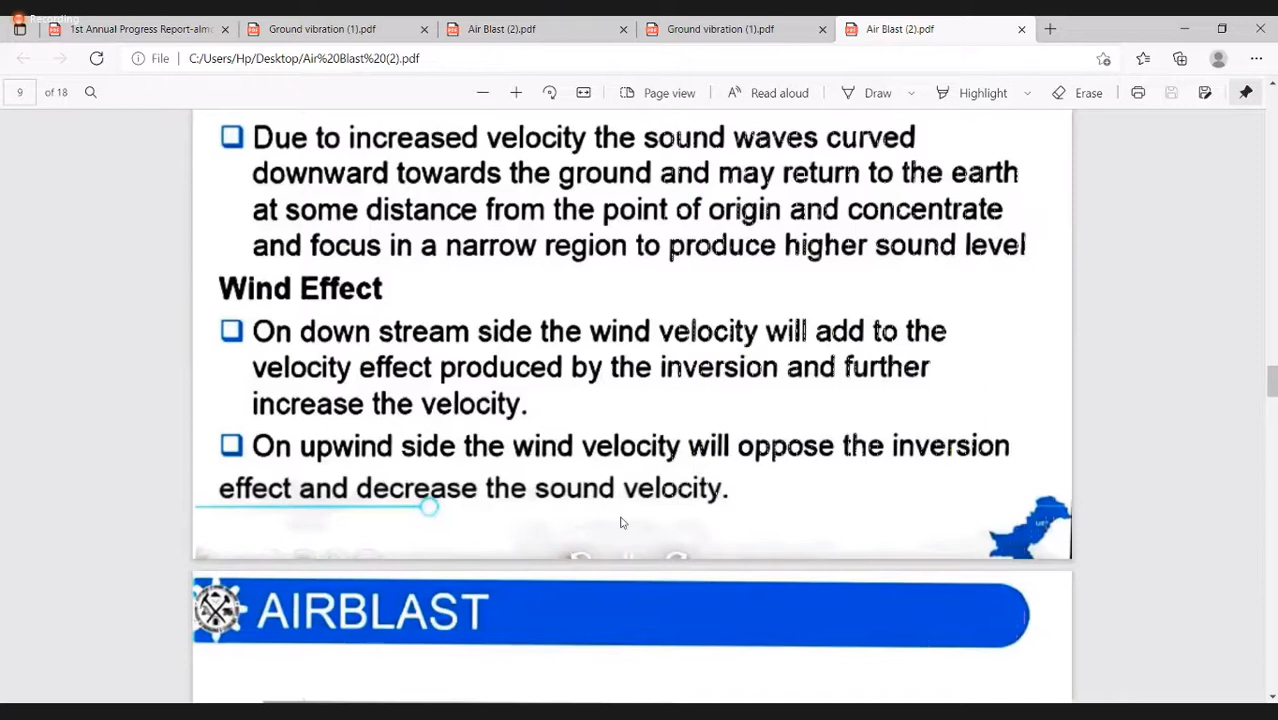 Recording
1st Annual Progress Report-alme
Ground vibration (1).pdf
Air Blast (2).pdf
Ground vibration (1).pdf
Air Blast (2).pdf
File C:/Users/Hp/Desktop/Air%20Blast%20(2).pdf
9 of 18
Page view
Read aloud
Draw
Highlight
Erase
Due to increased velocity the sound waves curved
downward towards the ground and may return to the earth
at some distance from the point of origin and concentrate
and focus in a narrow region to produce higher sound level
Wind Effect
On down stream side the wind velocity will add to the
velocity effect produced by the inversion and further
increase the velocity.
On upwind side the wind velocity will oppose the inversion
effect and decrease the sound velocity.
AIRBLAST